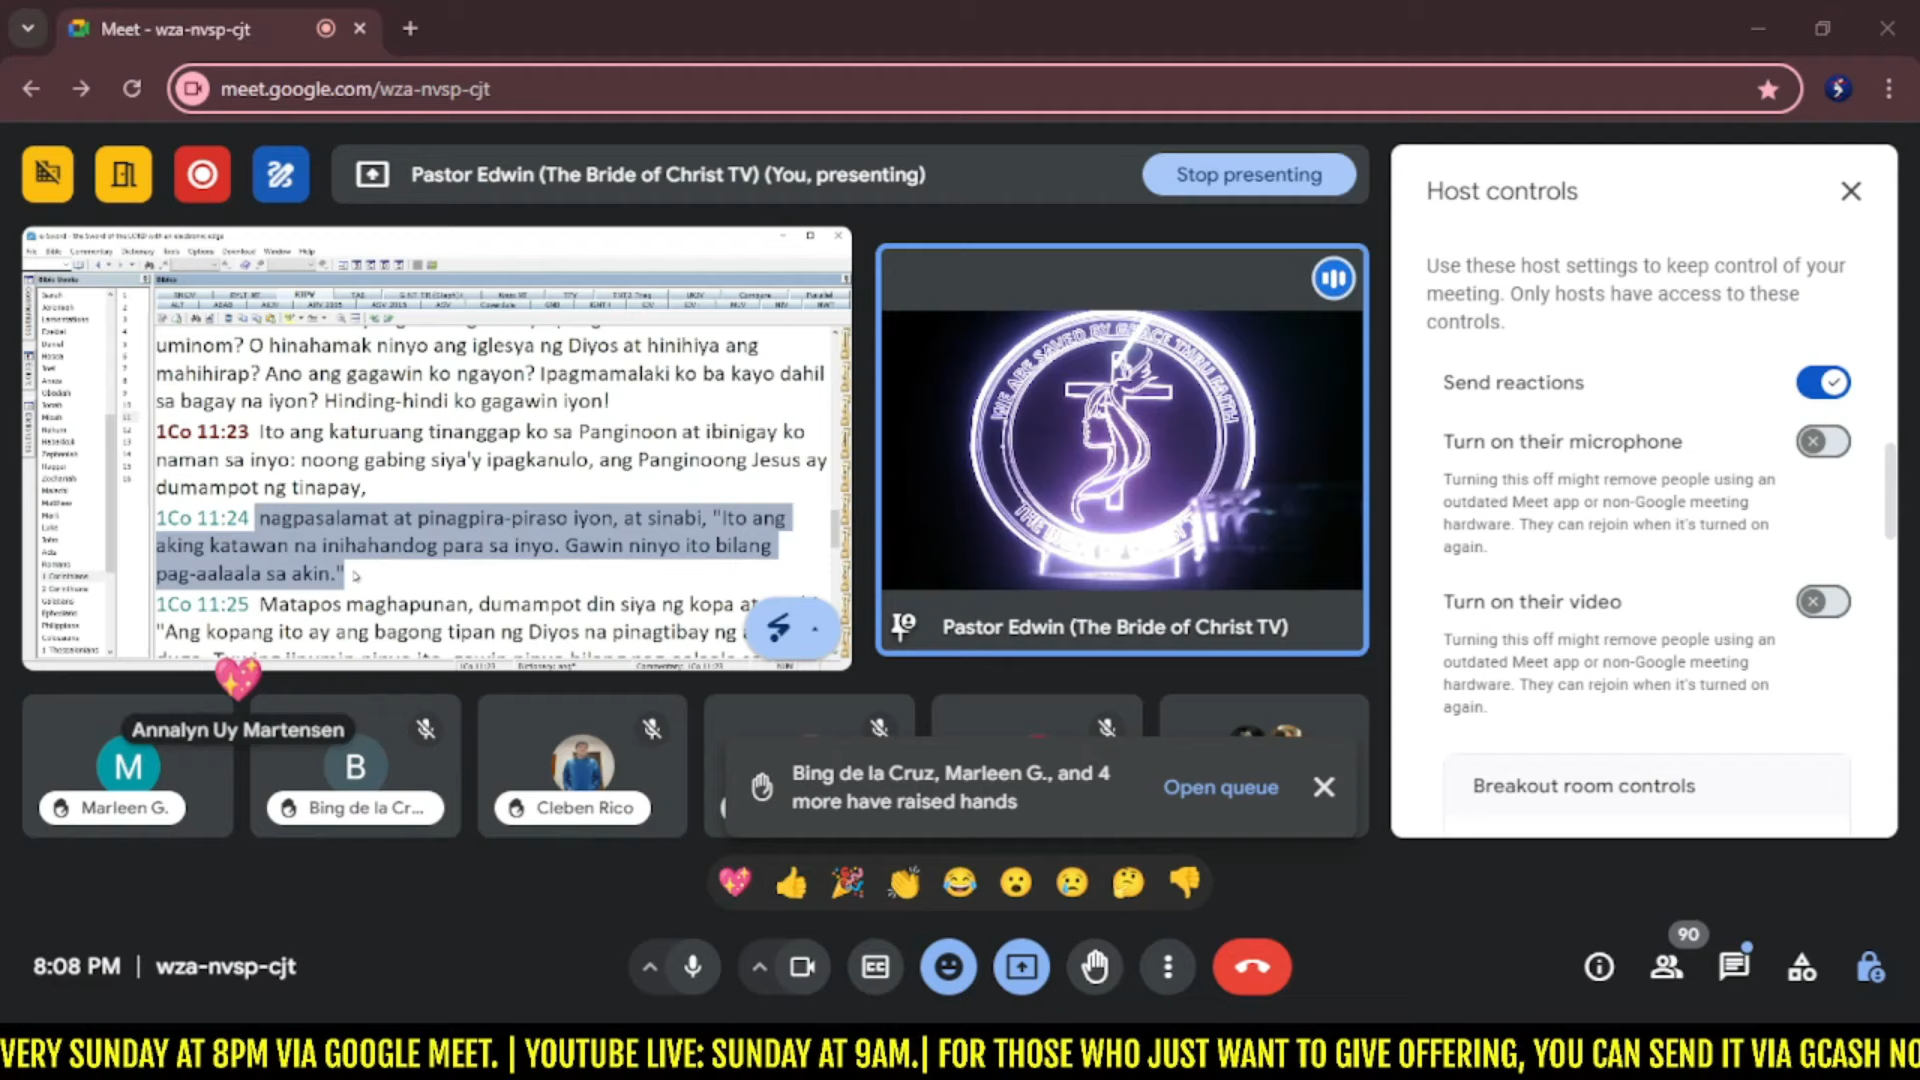 Meet - wza-nvsp-cjt
meet.google.com/wza-nvsp-cjt
Pastor Edwin (The Bride of Christ TV) (You, presenting)
Stop presenting
Host controls
Use these host settings to keep control of your
meeting. Only hosts have access to these
controls.
Send reactions
Turn on their microphone
Turning this off might remove people using an
outdated Meet app or non-Google meeting
hardware. They can rejoin when it's turned on
again.
Turn on their video
Turning this off might remove people using an
outdated Meet app or non-Google meeting
hardware. They can rejoin when it's turned on
again.
Breakout room controls
uminom? O hinahamak ninyo ang iglesya ng Diyos at hinihiya ang
mahihirap? Ano ang gagawin ko ngayon? Ipagmamalaki ko ba kayo dahil
sa bagay na iyon? Hinding-hindi ko gagawin iyon!
1Co 11:23 Ito ang katuruang tinanggap ko sa Panginoon at ibinigay ko
naman sa inyo: noong gabing siya'y ipagkanulo, ang Panginoong Jesus ay
dumampot ng tinapay,
1Co 11:24 nagpasalamat at pinagpira-piraso iyon, at sinabi, "Ito ang
aking katawan na inihahandog para sa inyo. Gawin ninyo ito bilang
pag-aalaala sa akin."
1Co 11:25 Matapos maghapunan, dumampot din siya ng kopa at
"Ang kopang ito ay ang bagong tipan ng Diyos na pinagtibay ng
WE ARE SAVED BY GRACE THRU FAITH
Pastor Edwin (The Bride of Christ TV)
Annalyn Uy Martensen
M
Marleen G.
B
Bing de la Cr...
Cleben Rico
Bing de la Cruz, Marleen G., and 4
more have raised hands
Open queue
8:08 PM | wza-nvsp-cjt
90
VERY SUNDAY AT 8PM VIA GOOGLE MEET. | YOUTUBE LIVE: SUNDAY AT 9AM.| FOR THOSE WHO JUST WANT TO GIVE OFFERING, YOU CAN SEND IT VIA GCASH NO